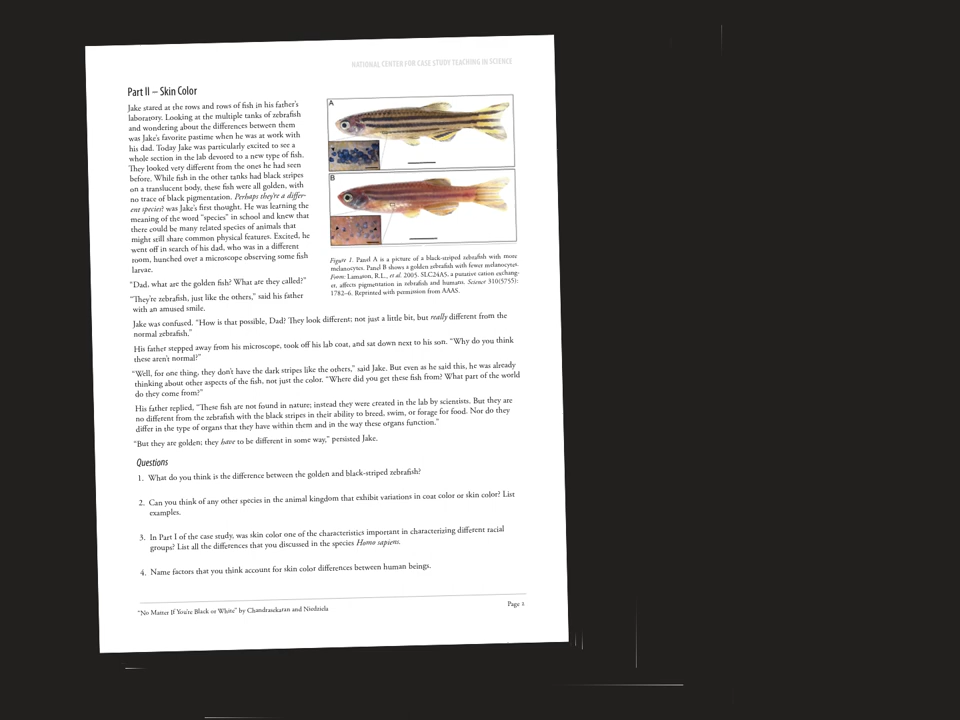 NATIONAL CENTER FOR CASE STUDY TEACHING IN SCIENCE
Part II – Skin Color
Jake stared at the rows and rows of fish in his father's
laboratory. Looking at the multiple tanks of zebrafish
and wondering about the differences between them
was Jake's favorite pastime when he was at work with
his dad. Today Jake was particularly excited to see a
whole section in the lab devoted to a new type of fish.
They looked very different from the ones he had seen
before. While fish in the other tanks had black stripes
on a translucent body, these fish were all golden, with
no trace of black pigmentation. Perhaps they're a differ-
ent species? was Jake's first thought. He was learning the
meaning of the word "species" in school and knew that
there could be many related species of animals that
might still share common physical features. Excited, he
went off in search of his dad, who was in a different
room, hunched over a microscope observing some fish
larvae.
A
B
Figure 1. Panel A is a picture of a black-striped zebrafish with more
melanocytes. Panel B shows a golden zebrafish with fewer melanocytes.
From: Lamason, R.L., et al. 2005. SLC24A5, a putative cation exchang-
er, affects pigmentation in zebrafish and humans. Science 310(5755):
1782–6. Reprinted with permission from AAAS.
"Dad, what are the golden fish? What are they called?"
"They're zebrafish, just like the others," said his father
with an amused smile.
Jake was confused. "How is that possible, Dad? They look different; not just a little bit, but really different from the
normal zebrafish."
His father stepped away from his microscope, took off his lab coat, and sat down next to his son. "Why do you think
these aren't normal?"
"Well, for one thing, they don't have the dark stripes like the others," said Jake. But even as he said this, he was already
thinking about other aspects of the fish, not just the color. "Where did you get these fish from? What part of the world
do they come from?"
His father replied, "These fish are not found in nature; instead they were created in the lab by scientists. But they are
no different from the zebrafish with the black stripes in their ability to breed, swim, or forage for food. Nor do they
differ in the type of organs that they have within them and in the way these organs function."
"But they are golden; they have to be different in some way," persisted Jake.
Questions
1. What do you think is the difference between the golden and black-striped zebrafish?
2. Can you think of any other species in the animal kingdom that exhibit variations in coat color or skin color? List
examples.
3. In Part I of the case study, was skin color one of the characteristics important in characterizing different racial
groups? List all the differences that you discussed in the species Homo sapiens.
4. Name factors that you think account for skin color differences between human beings.
"No Matter If You're Black or White" by Chandrasekaran and Niedziela
Page 2